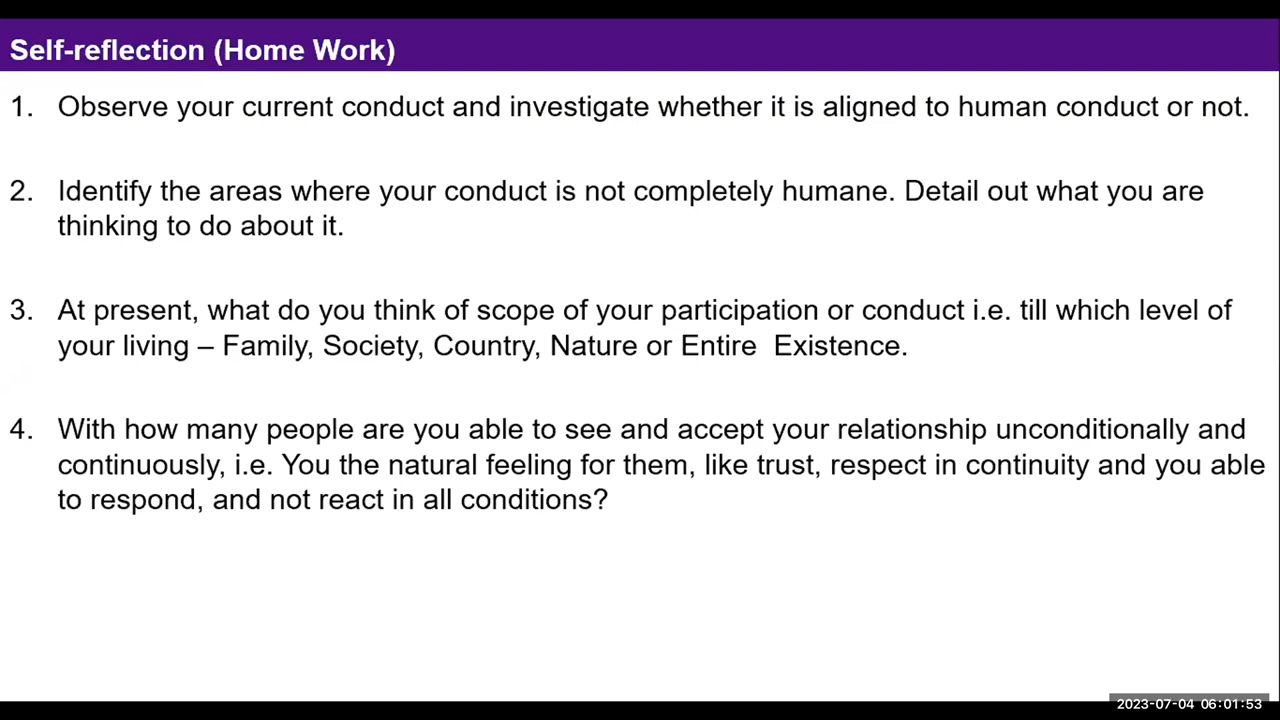 Self-reflection (Home Work)
1. Observe your current conduct and investigate whether it is aligned to human conduct or not.
2. Identify the areas where your conduct is not completely humane. Detail out what you are
thinking to do about it.
3. At present, what do you think of scope of your participation or conduct i.e. till which level of
your living – Family, Society, Country, Nature or Entire  Existence.
4. With how many people are you able to see and accept your relationship unconditionally and
continuously, i.e. You the natural feeling for them, like trust, respect in continuity and you able
to respond, and not react in all conditions?
2023-07-04 06:01:53